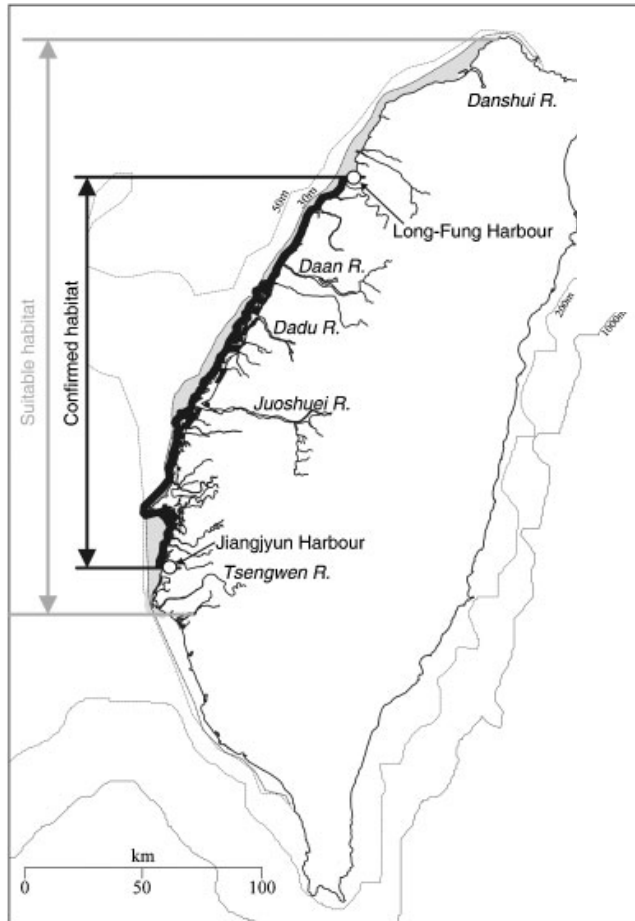 Danshui R.
50m
30m
Long-Fung Harbour
Daan R.
200m
1000m
Dadu R.
Suitable habitat
Confirmed habitat
Juoshuei R.
Jiangjyun Harbour
Tsengwen R.
km
0 50 100